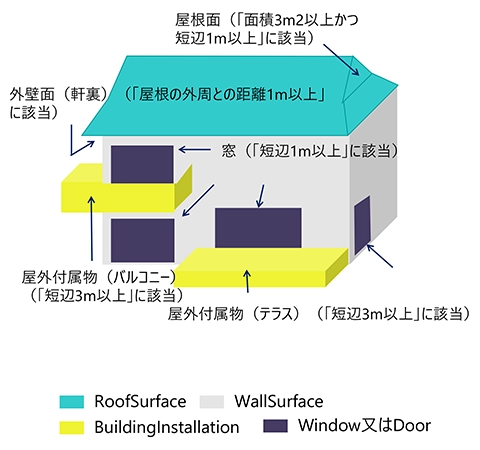 屋根面（「面積3m2以上かつ
短辺1m以上」に該当）
外壁面（軒裏）（「屋根の外周との距離1m以上」
に該当）
窓（「短辺1m以上」に該当）
屋外付属物（バルコニー）
（「短辺3m以上」に該当）
屋外付属物（テラス）（「短辺3m以上」に該当）
RoofSurface
WallSurface
BuildingInstallation
Window又はDoor